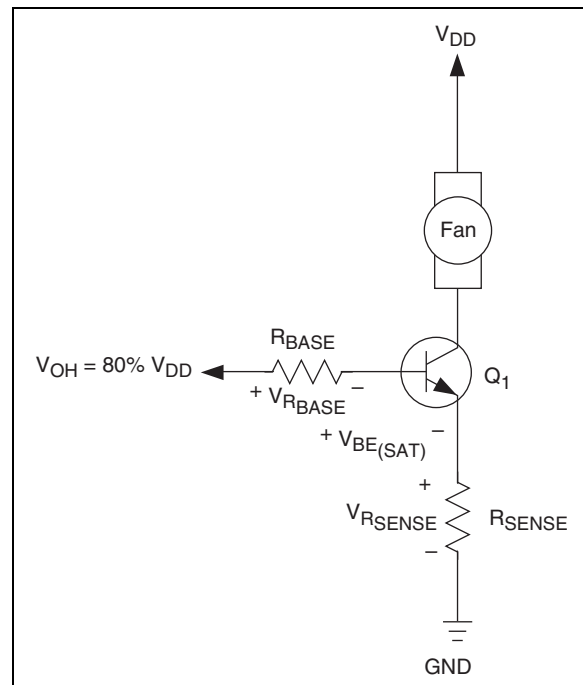 VDD
Fan
RBASE
VOH = 80% VDD
+ VRBASE –
Q1
+ VBE(SAT) –
+
VRSENSE
RSENSE
–
GND